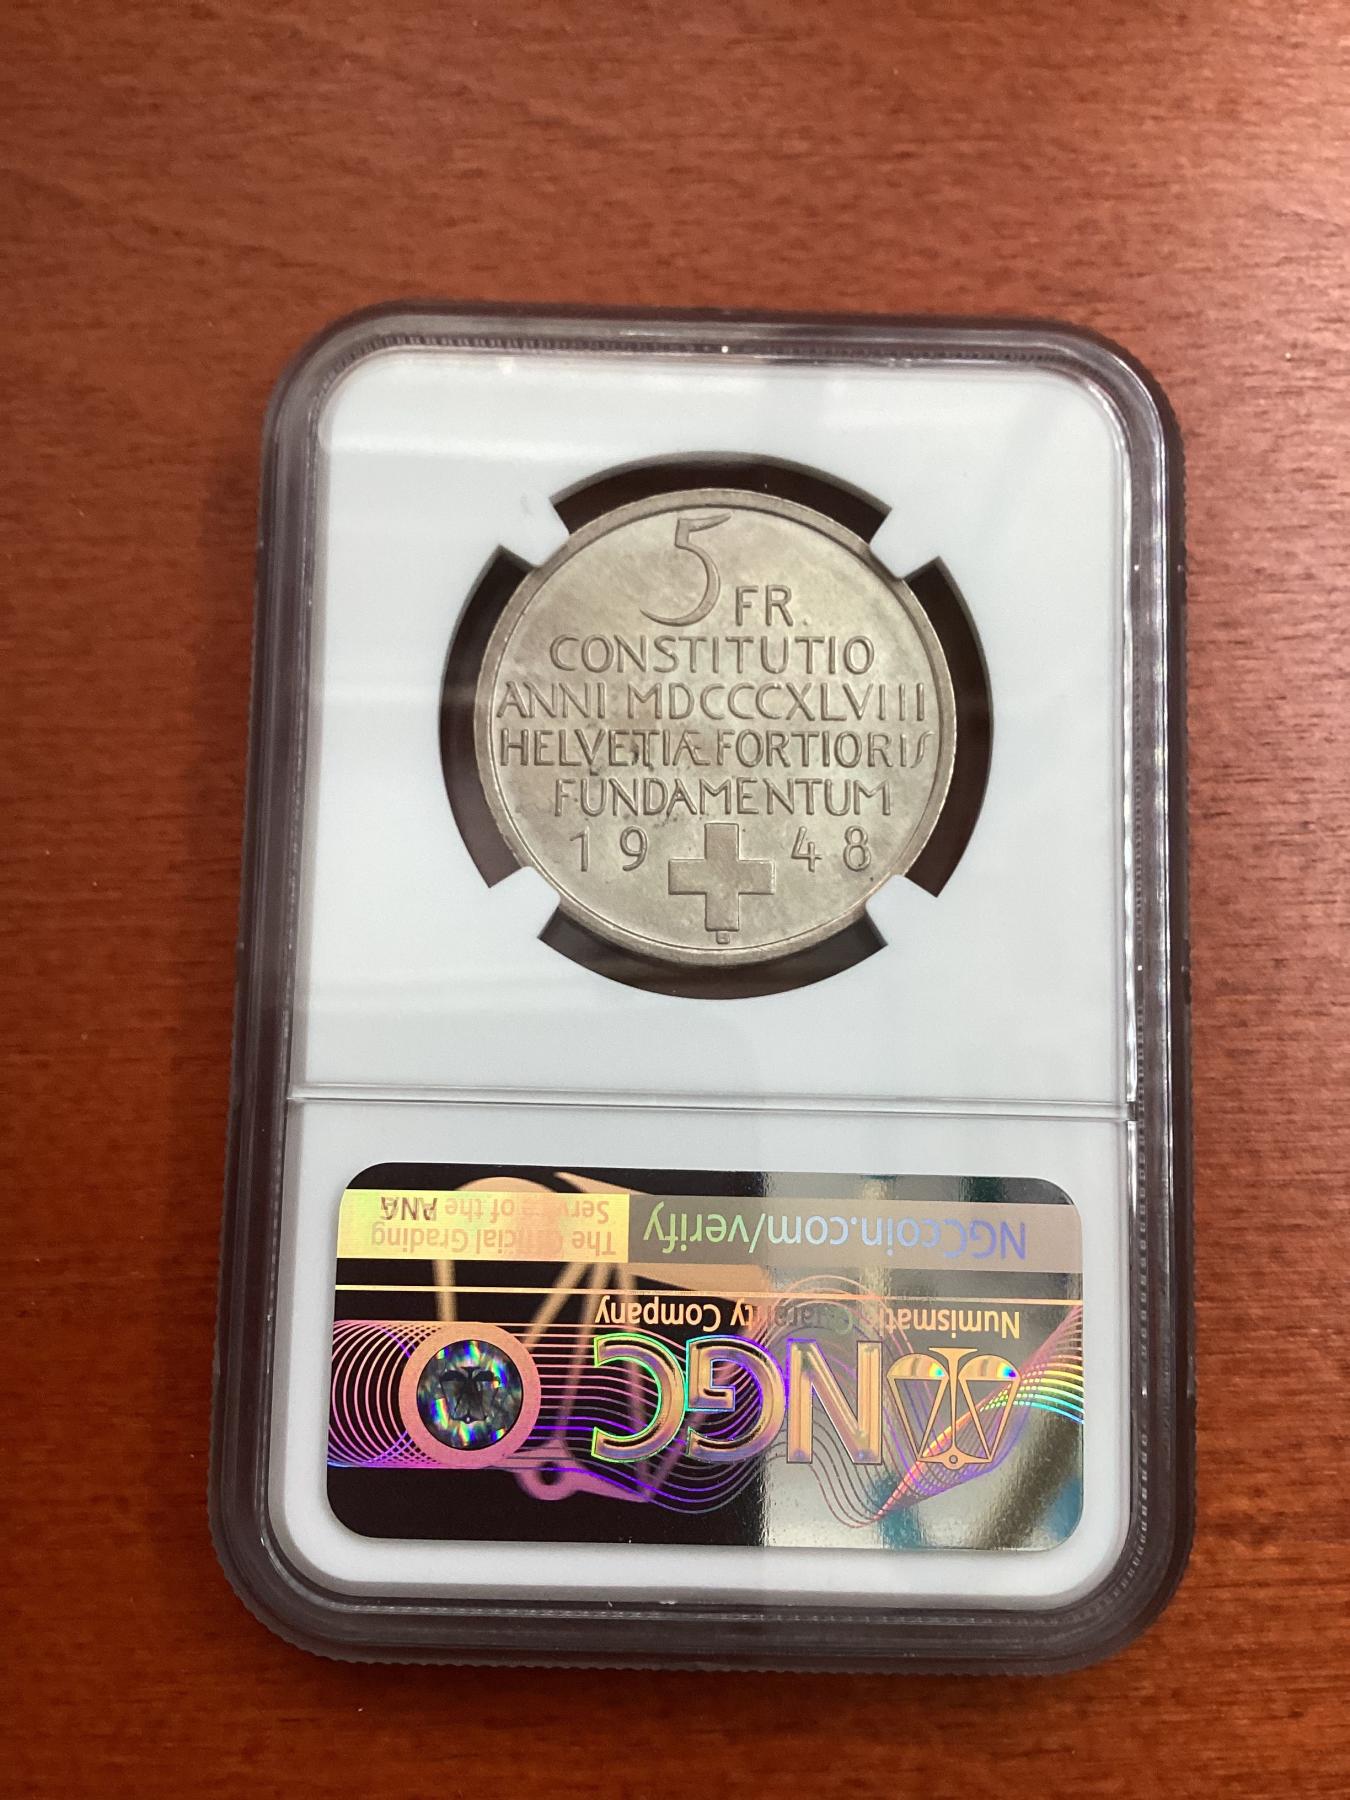 5 FR.
CONSTITUTIO
ANNI MDCCCXLVIII
HELVETIÆ FORTIORIS
FUNDAMENTUM
19 48
B
NGC
Numismatic Guaranty Company
NGCcoin.com/verify
The Official Grading
Service of the ANA
PNG